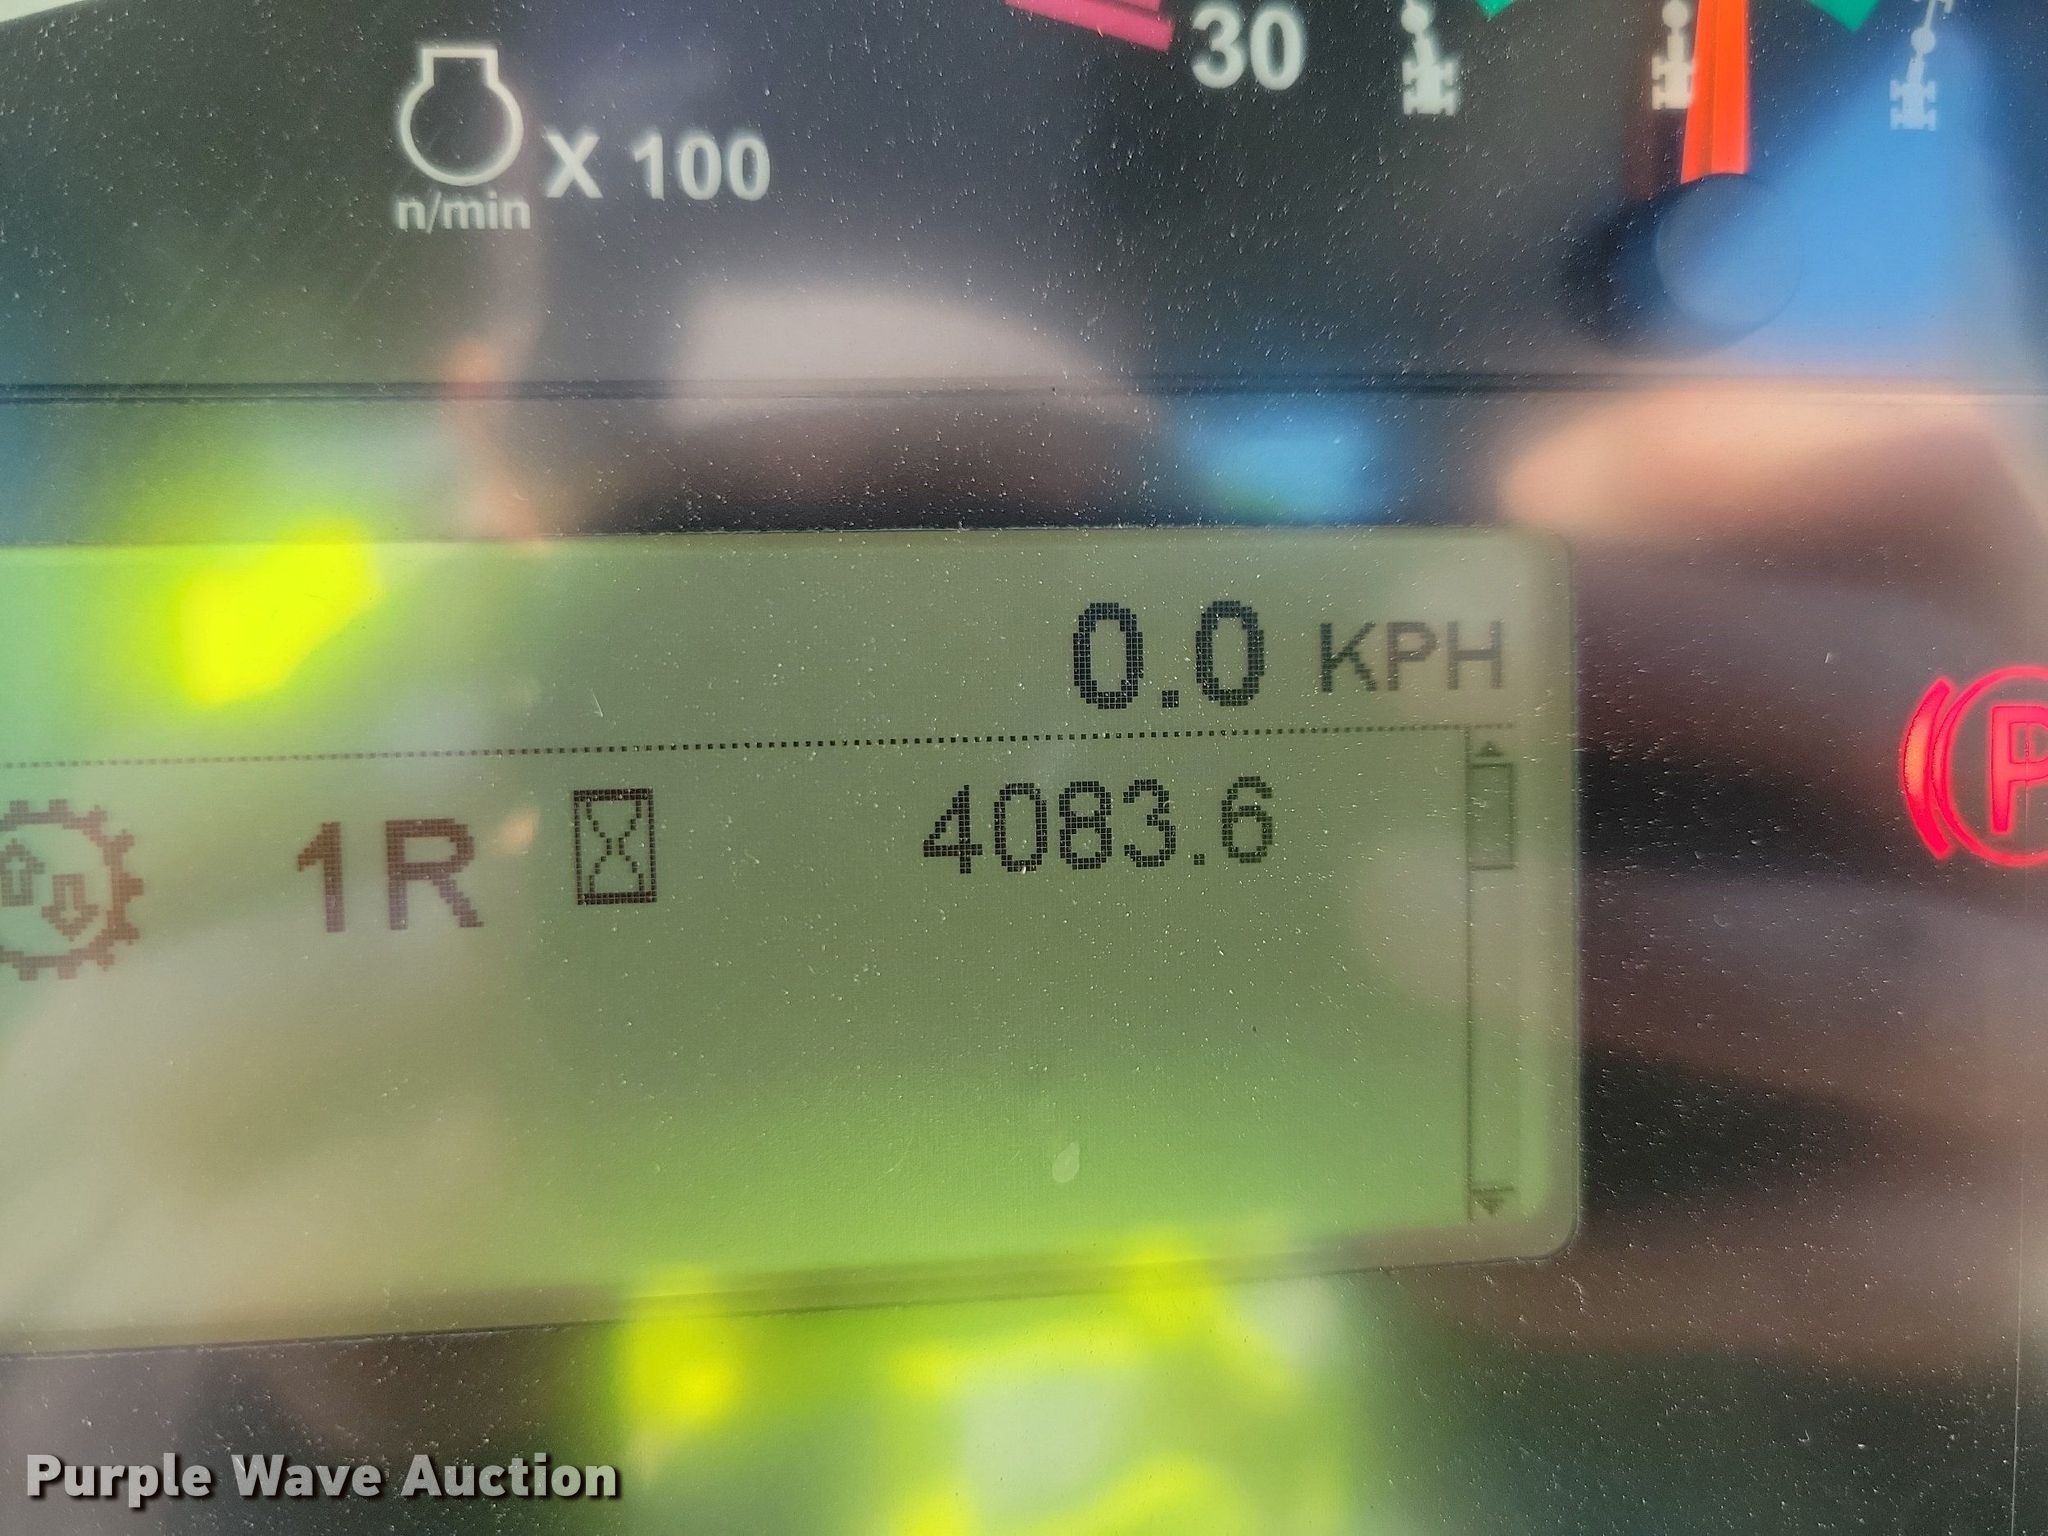 30
X 100
n/min
0.0 KPH
1R 4083.6
P
Purple Wave Auction